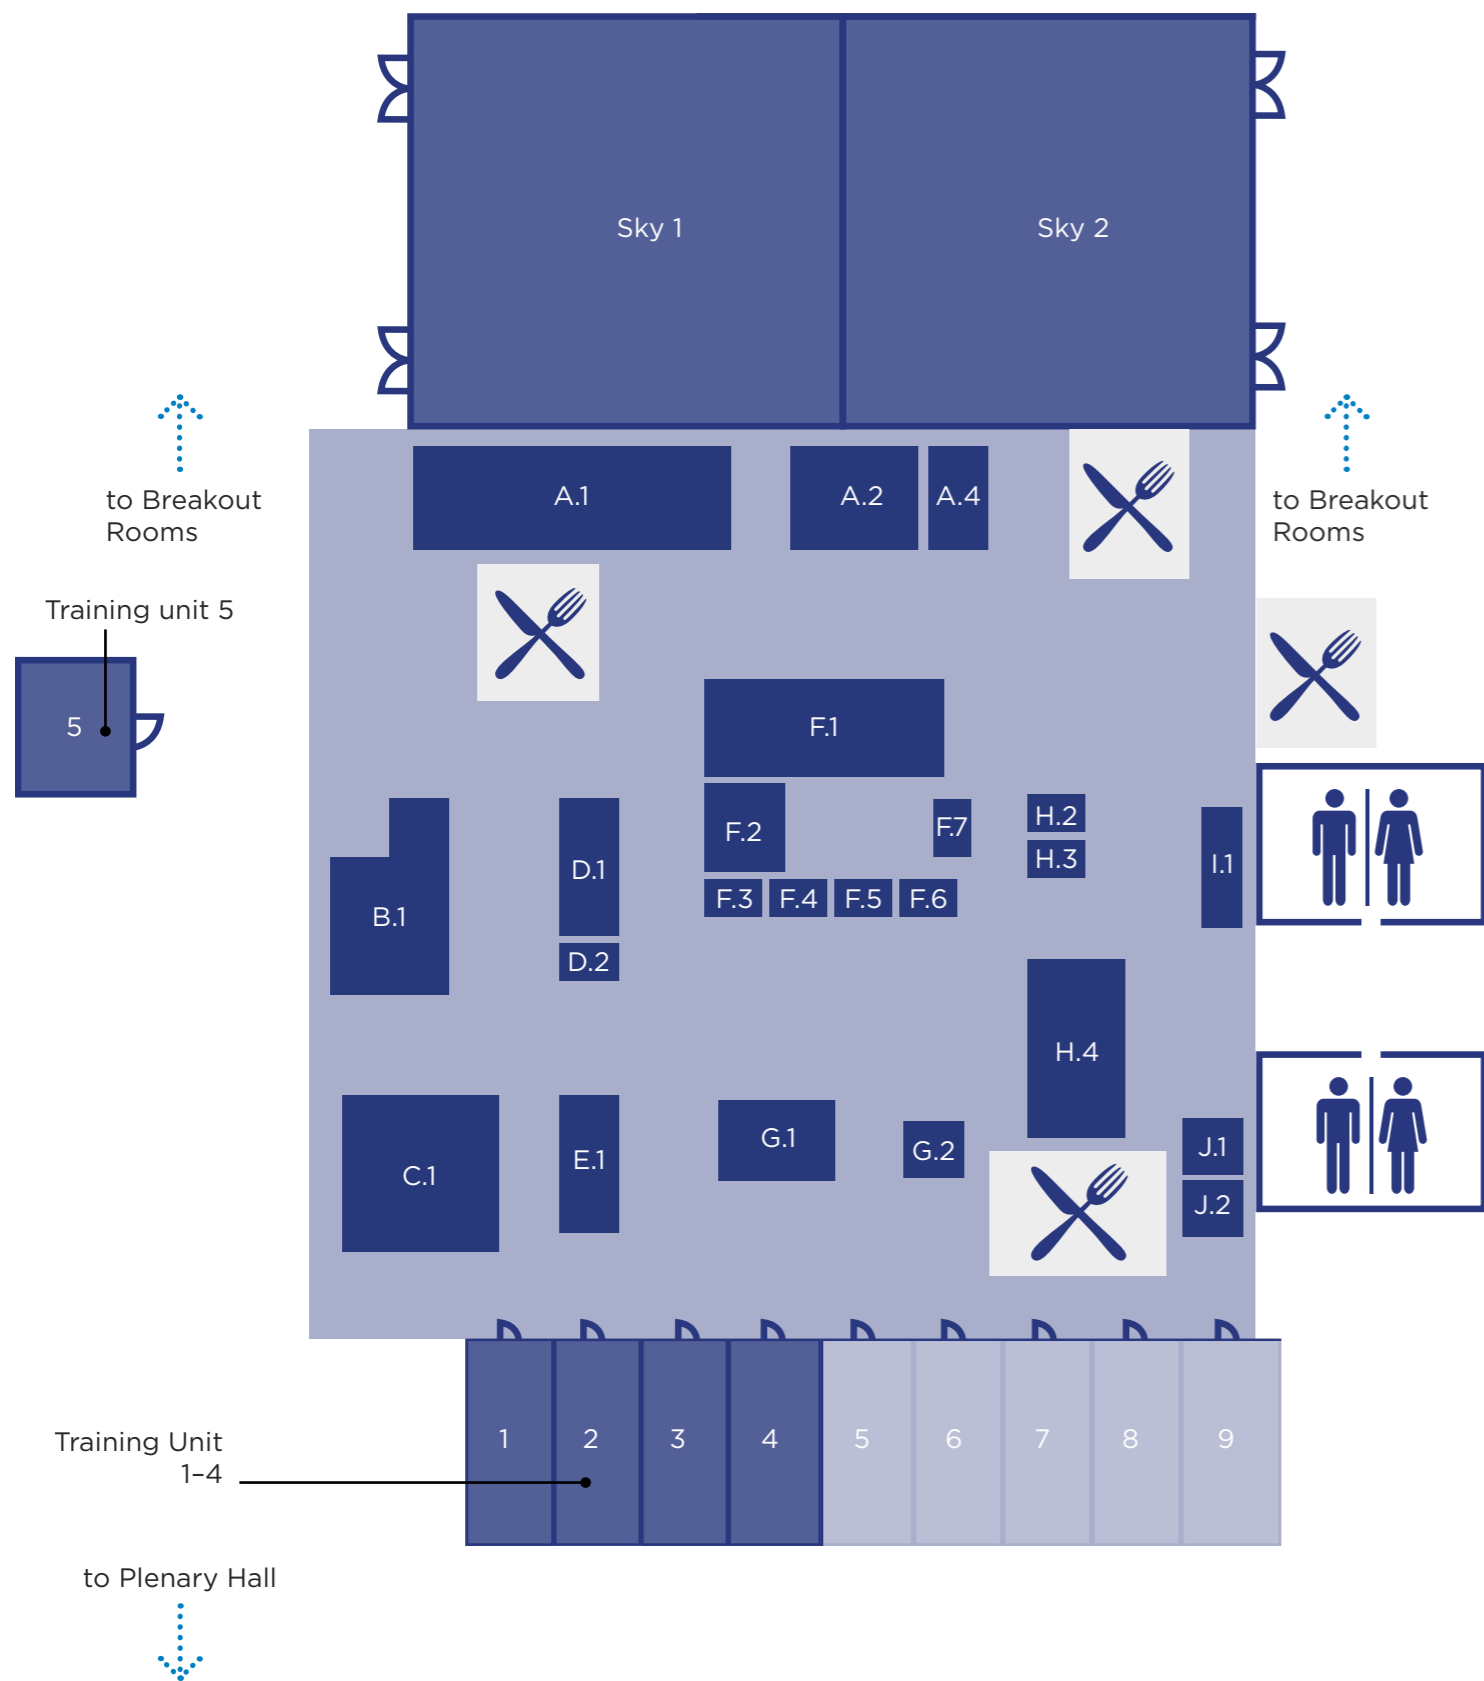 Sky 1
Sky 2
to Breakout
Rooms
A.1
A.2
A.4
to Breakout
Rooms
Training unit 5
5
F.1
F.2
F.7
H.2
H.3
I.1
D.1
B.1
F.3
F.4
F.5
F.6
D.2
H.4
C.1
E.1
G.1
G.2
J.1
J.2
Training Unit
1–4
1
2
3
4
5
6
7
8
9
to Plenary Hall